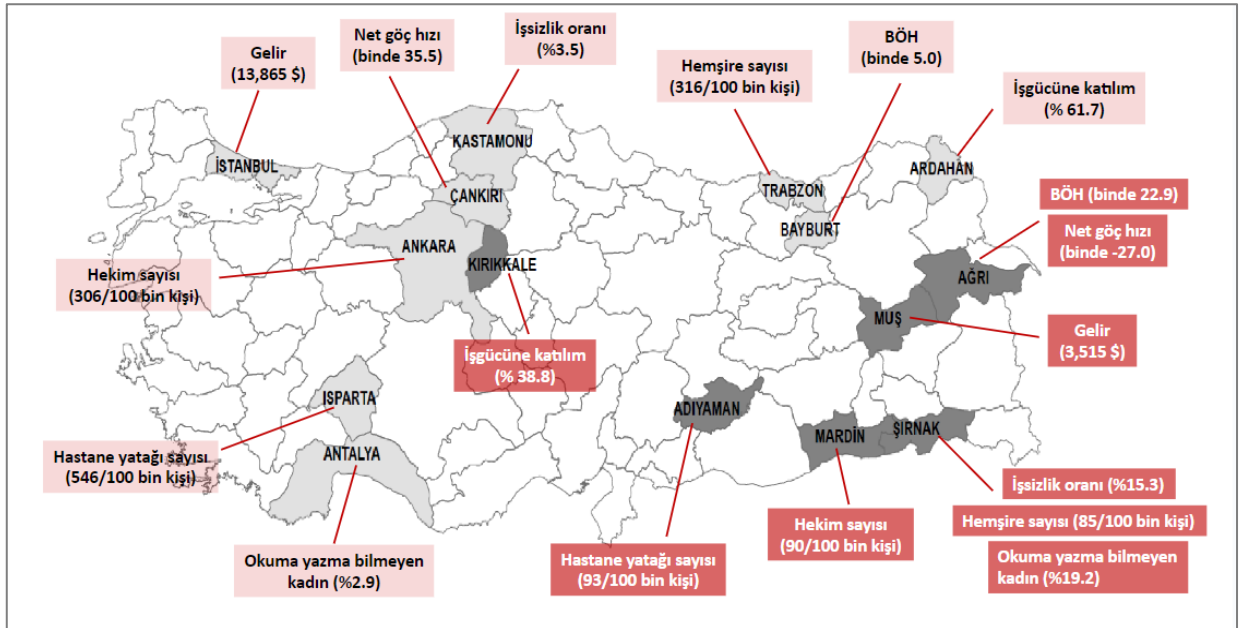 Gelir
(13,865 $)
Net göç hızı
(binde 35.5)
İşsizlik oranı
(%3.5)
Hemşire sayısı
(316/100 bin kişi)
BÖH
(binde 5.0)
İşgücüne katılım
(% 61.7)
İSTANBUL
KASTAMONU
ÇANKIRI
ANKARA
KIRIKKALE
TRABZON
BAYBURT
ARDAHAN
BÖH (binde 22.9)
Net göç hızı
(binde -27.0)
AĞRI
MUŞ
Gelir
(3,515 $)
Hekim sayısı
(306/100 bin kişi)
İşgücüne katılım
(% 38.8)
ISPARTA
ANTALYA
ADIYAMAN
MARDİN
ŞIRNAK
Hastane yatağı sayısı
(546/100 bin kişi)
Okuma yazma bilmeyen
kadın (%2.9)
Hastane yatağı sayısı
(93/100 bin kişi)
Hekim sayısı
(90/100 bin kişi)
İşsizlik oranı (%15.3)
Hemşire sayısı (85/100 bin kişi)
Okuma yazma bilmeyen
kadın (%19.2)